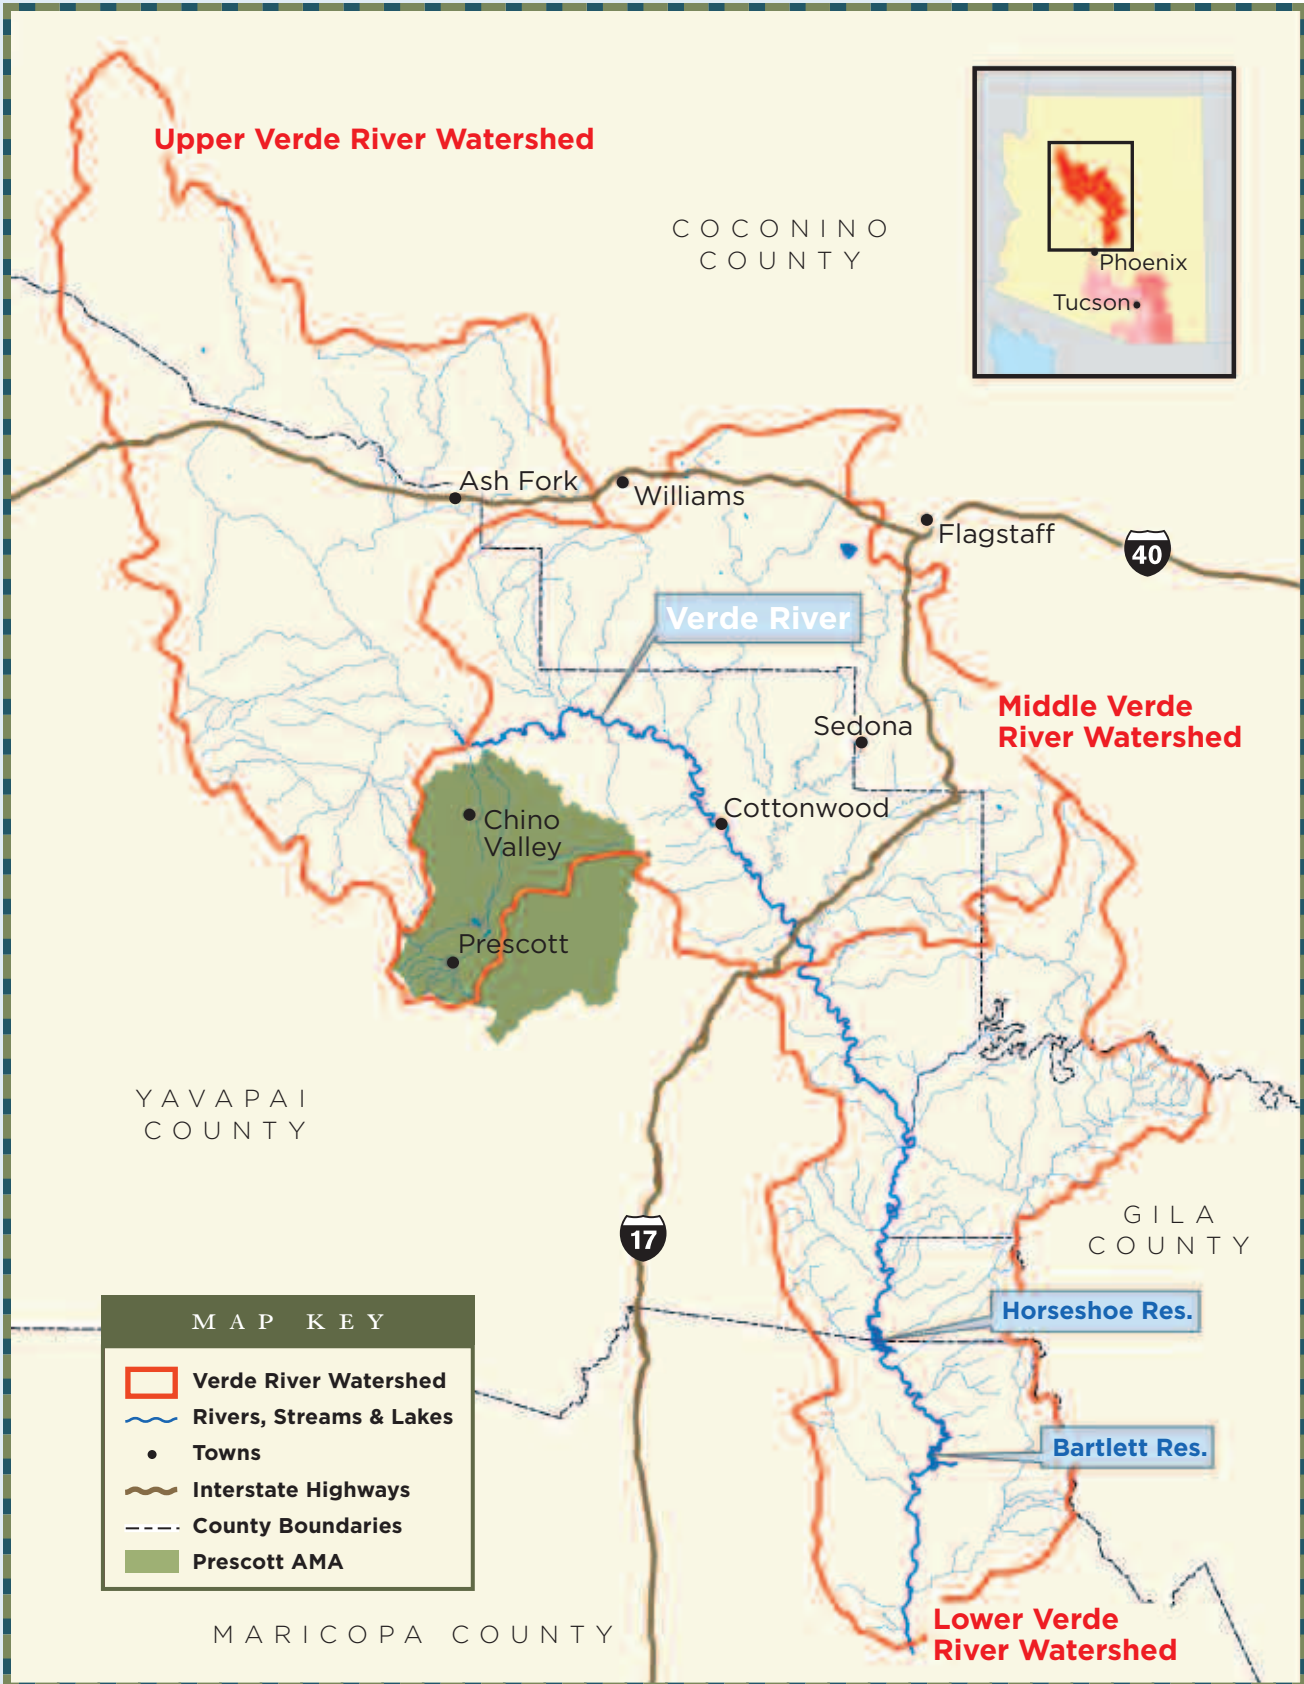 Upper Verde River Watershed
COCONINO
COUNTY
Phoenix
Tucson
Ash Fork
Williams
Flagstaff
40
Verde River
Middle Verde
River Watershed
Sedona
Cottonwood
Chino
Valley
Prescott
YAVAPAI
COUNTY
GILA
COUNTY
17
Horseshoe Res.
MAP KEY
Verde River Watershed
Rivers, Streams & Lakes
Towns
Interstate Highways
County Boundaries
Prescott AMA
Bartlett Res.
MARICOPA COUNTY
Lower Verde
River Watershed